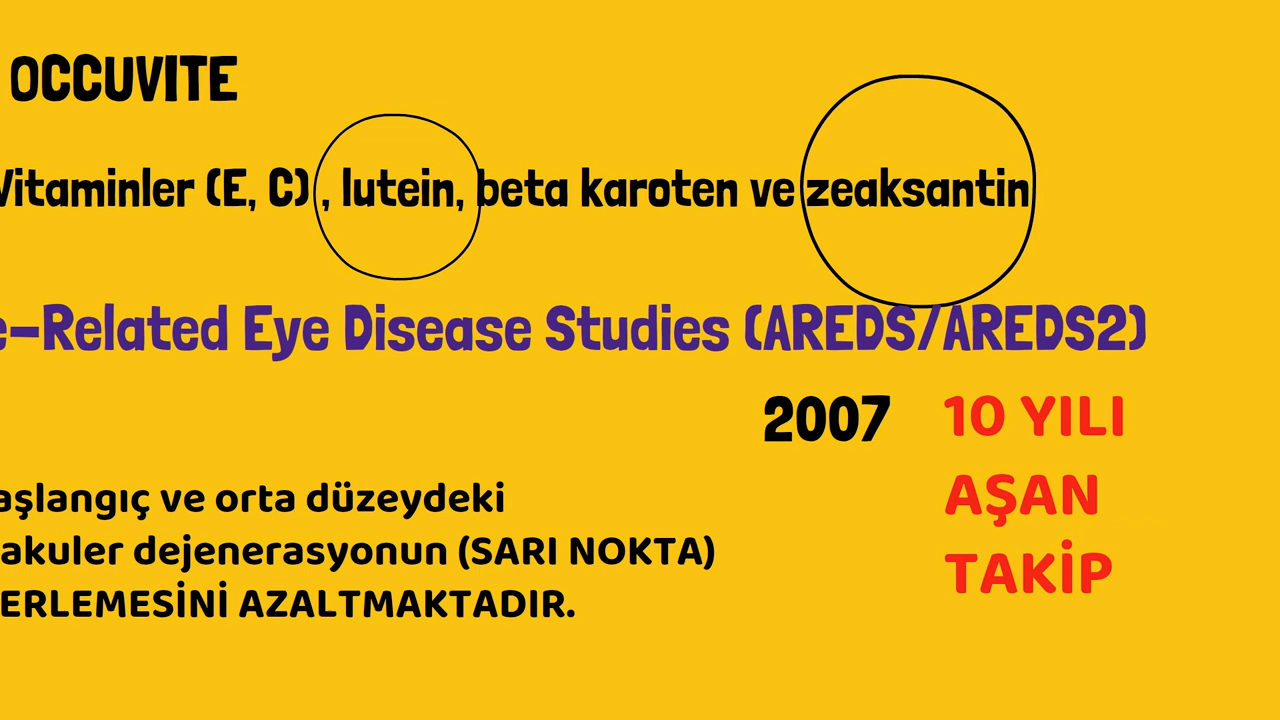 OCCUVITE
Vitaminler (E, C) , lutein, beta karoten ve zeaksantin
e-Related Eye Disease Studies (AREDS/AREDS2)
2007
10 YILI
AŞAN
TAKİP
aşlangıç ve orta düzeydeki
akuler dejenerasyonun (SARI NOKTA)
ERLEMESİNİ AZALTMAKTADIR.